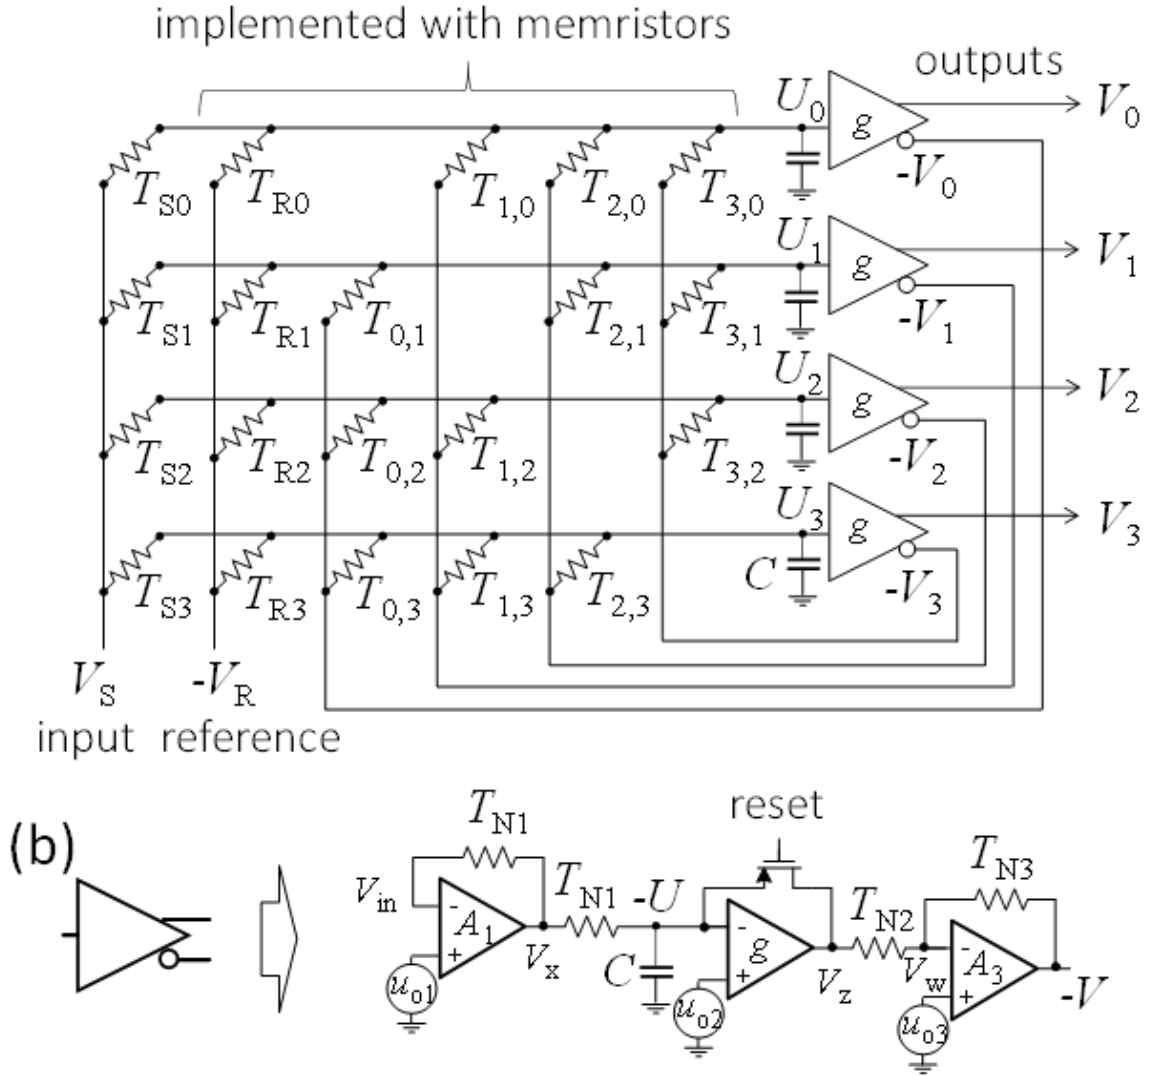 implemented with memristors
outputs
U0 g V0
-V0
TS0 TR0 T1,0 T2,0 T3,0
U1 g V1
-V1
TS1 TR1 T0,1 T2,1 T3,1
U2 g V2
-V2
TS2 TR2 T0,2 T1,2 T3,2
U3 g V3
C -V3
TS3 TR3 T0,3 T1,3 T2,3
VS -VR
input reference
(b)
reset
TN1 TN1 TN3
Vin -U TN2
- A1 + - g + - A3 +
Vx C Vz Vw -V
uo1 uo2 uo3